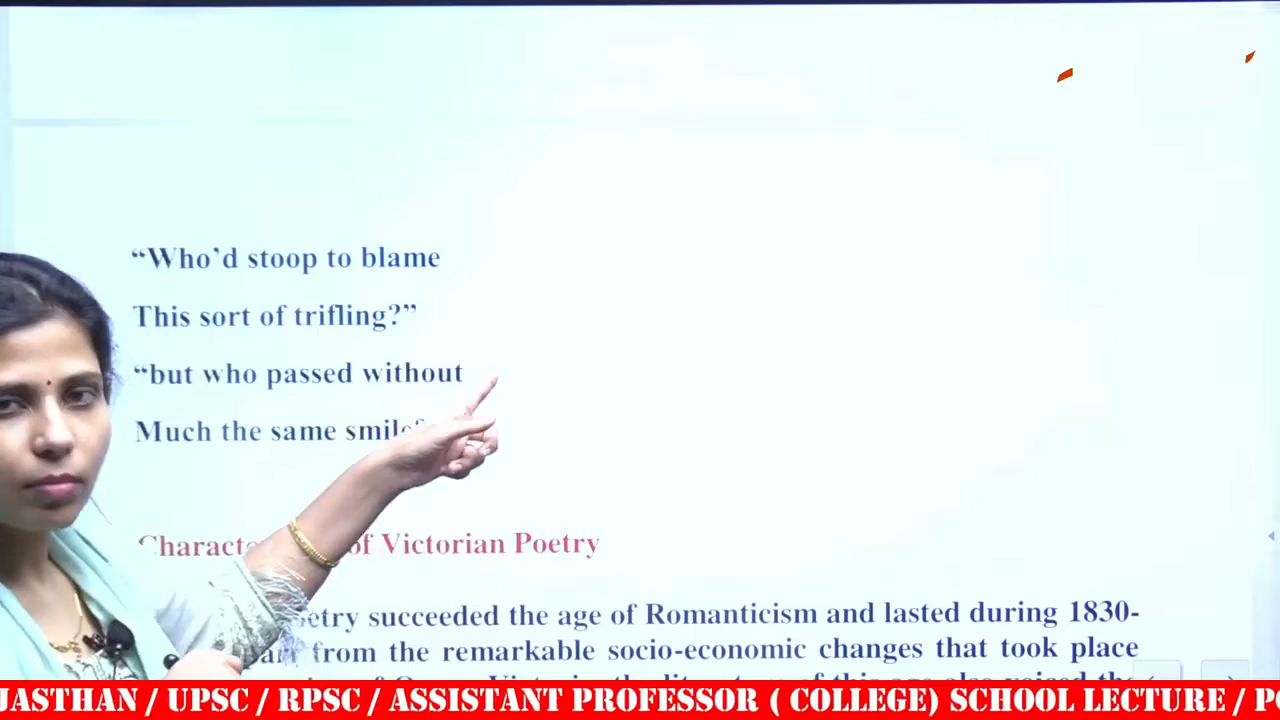 “Who’d stoop to blame
This sort of trifling?”
“but who passed without
Much the same
of Victorian Poetry
succeeded the age of Romanticism and lasted during 1830-
from the remarkable socio-economic changes that took place
JASTHAN / UPSC / RPSC / ASSISTANT PROFESSOR ( COLLEGE) SCHOOL LECTURE /